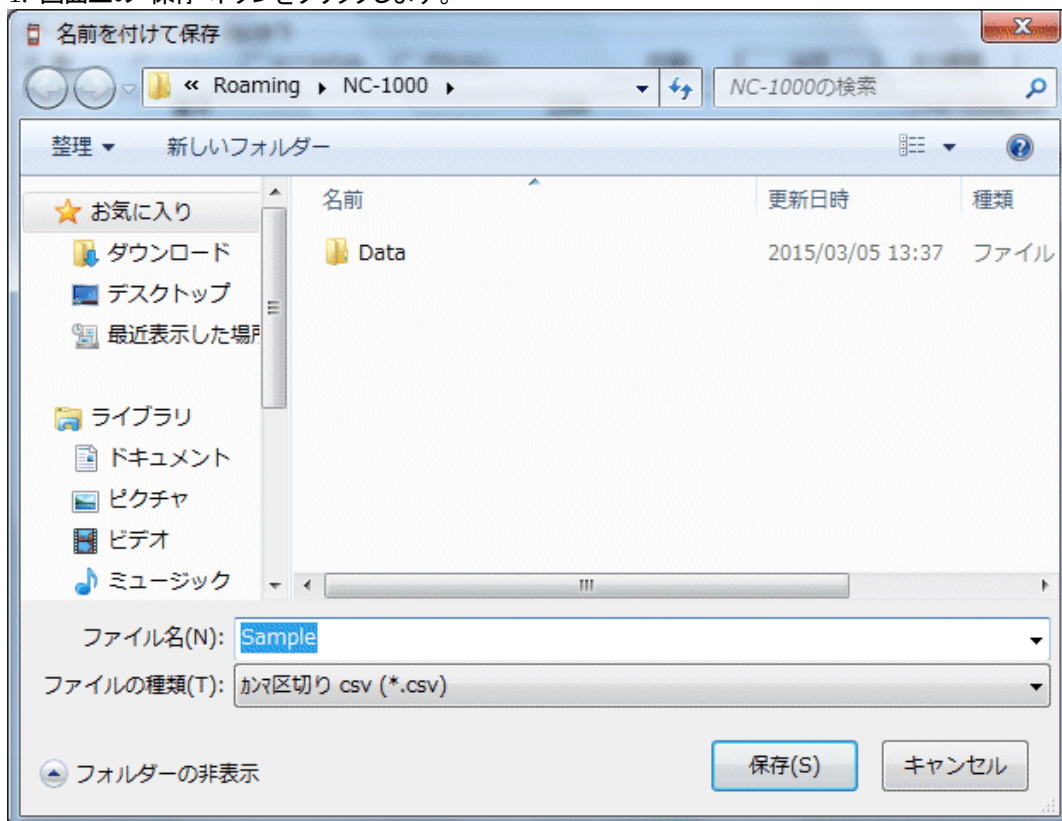 名前を付けて保存
« Roaming ▸ NC-1000 ▸ NC-1000の検索
整理 新しいフォルダー
名前 更新日時 種類
お気に入り
ダウンロード
Data 2015/03/05 13:37 ファイル
デスクトップ
最近表示した場所
ライブラリ
ドキュメント
ピクチャ
ビデオ
ミュージック
ファイル名(N): Sample
ファイルの種類(T): ｶﾝﾏ区切り csv (*.csv)
フォルダーの非表示
保存(S) キャンセル